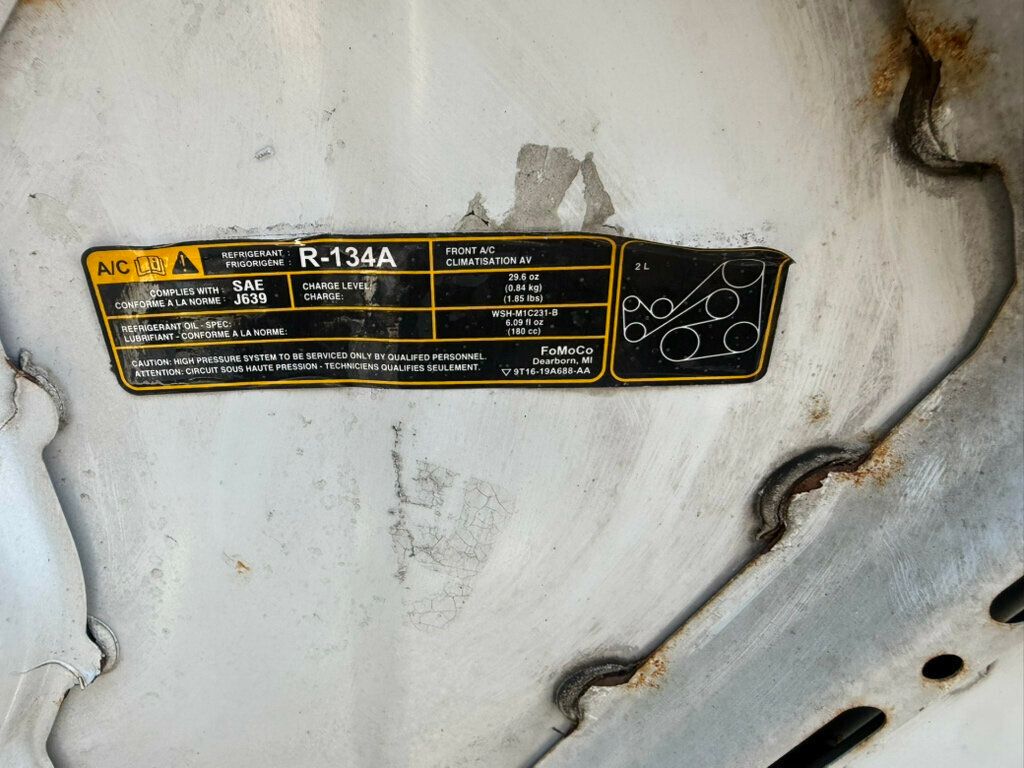 A/C
REFRIGERANT :
FRIGORIGÈNE :
R-134A
FRONT A/C
CLIMATISATION AV
COMPLIES WITH :
CONFORME A LA NORME :
SAE
J639
CHARGE LEVEL:
CHARGE:
29.6 oz
(0.84 kg)
(1.85 lbs)
REFRIGERANT OIL - SPEC:
LUBRIFIANT - CONFORME A LA NORME:
WSH-M1C231-B
6.09 fl oz
(180 cc)
CAUTION: HIGH PRESSURE SYSTEM TO BE SERVICED ONLY BY QUALIFED PERSONNEL.
ATTENTION: CIRCUIT SOUS HAUTE PRESSION - TECHNICIENS QUALIFIES SEULEMENT.
FoMoCo
Dearborn, MI
9T16-19A688-AA
2 L